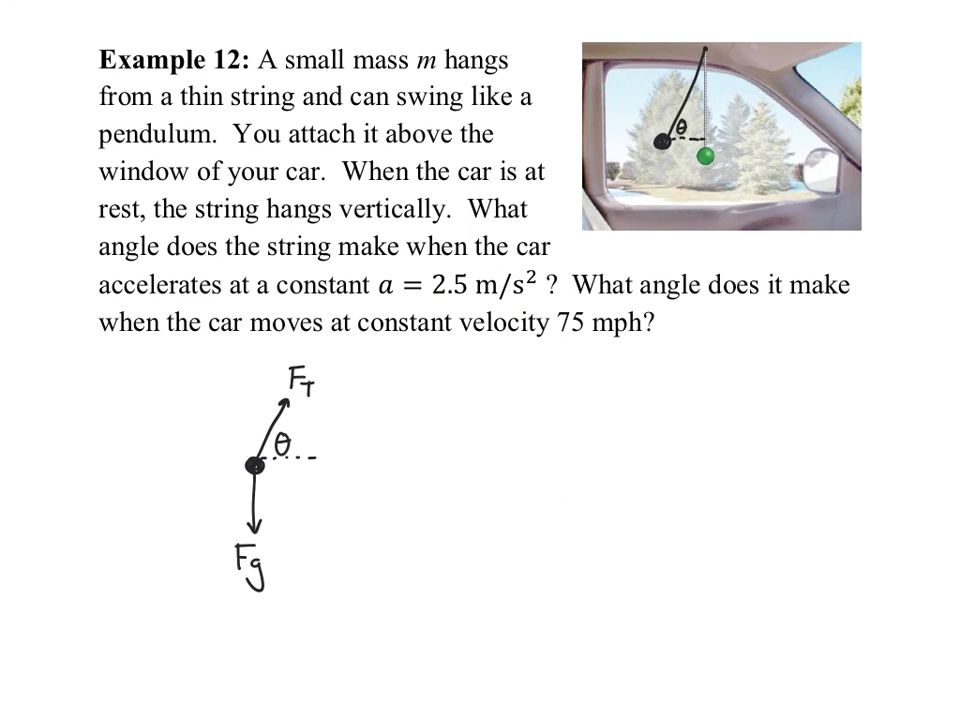 Example 12: A small mass m hangs
from a thin string and can swing like a
pendulum. You attach it above the
window of your car. When the car is at
rest, the string hangs vertically. What
angle does the string make when the car
accelerates at a constant a = 2.5 m/s² ? What angle does it make
when the car moves at constant velocity 75 mph?
θ
F_T
θ
F_g